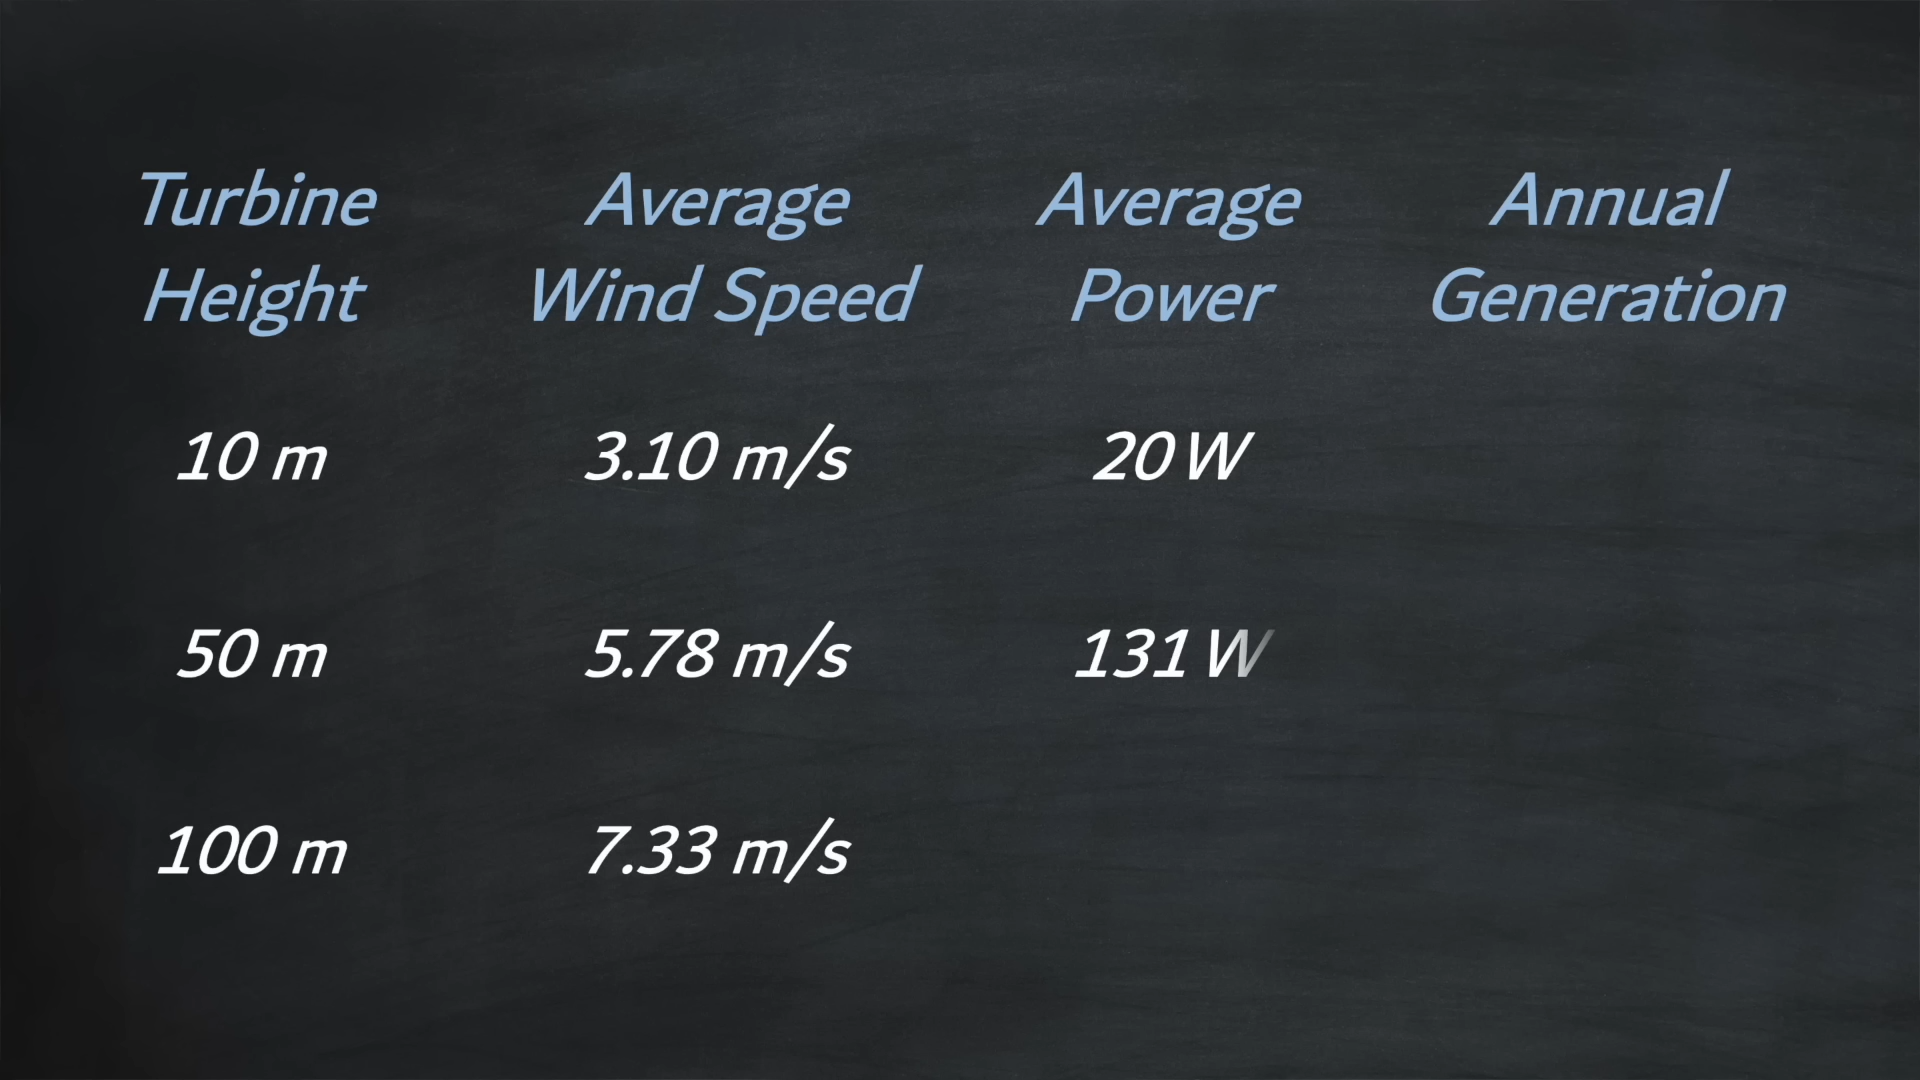 Turbine Height
Average Wind Speed
Average Power
Annual Generation
10 m
3.10 m/s
20 W
50 m
5.78 m/s
131 W
100 m
7.33 m/s